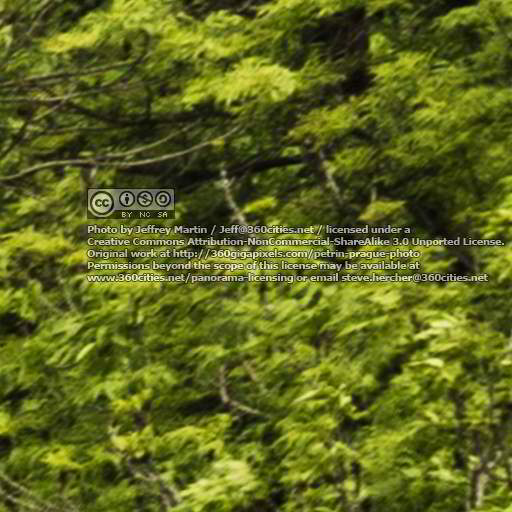 cc BY NC SA
Photo by Jeffrey Martin / Jeff@360cities.net / licensed under a
Creative Commons Attribution-NonCommercial-ShareAlike 3.0 Unported License.
Original work at http://360gigapixels.com/petrin-prague-photo
Permissions beyond the scope of this license may be available at
www.360cities.net/panorama-licensing or email steve.hercher@360cities.net